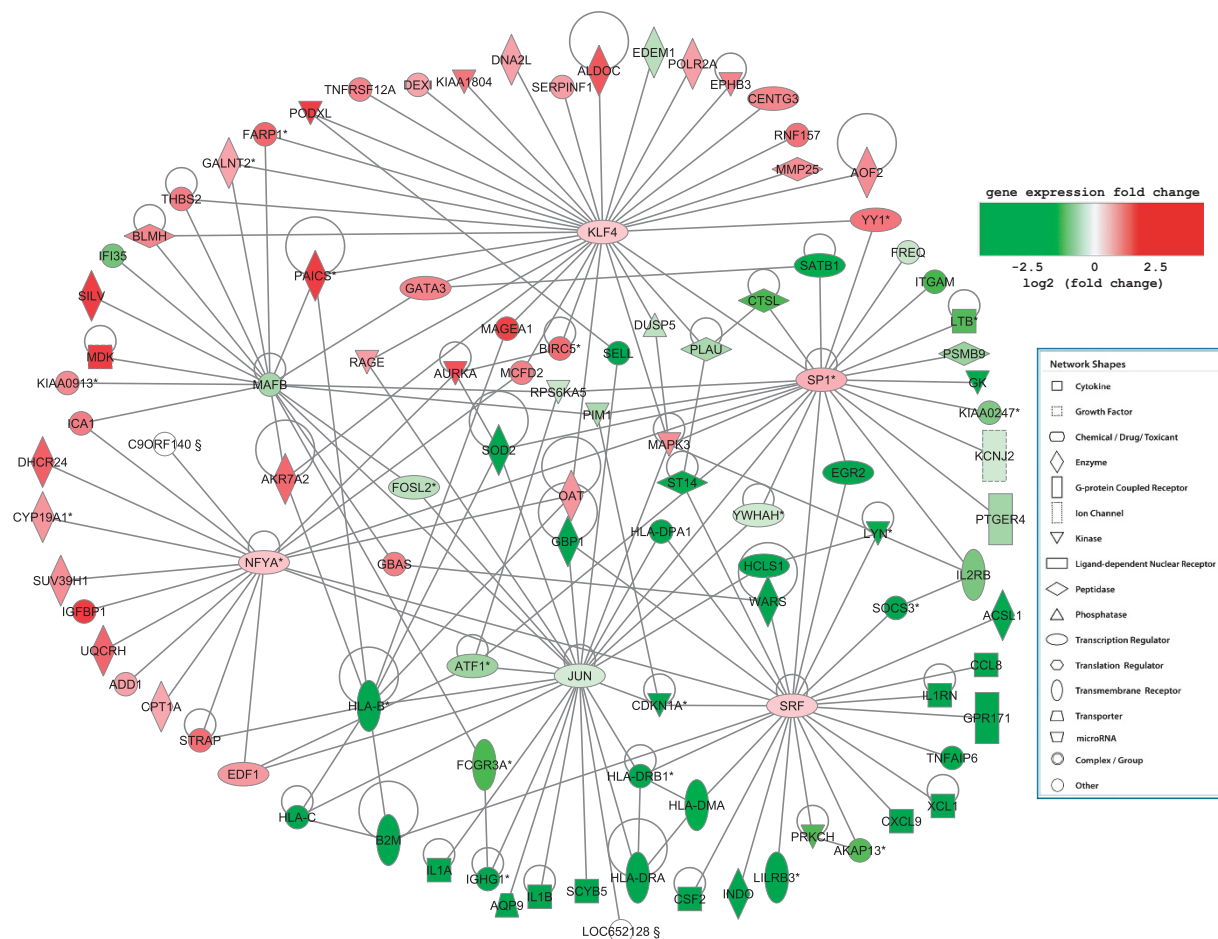 DNA2L
ALDOC
EDEM1
POLR2A
SERPINF1
EPHB3
KIAA1804
DEXI
TNFRSF12A
CENTG3
PODXL
FARP1*
RNF157
GALNT2*
MMP25
AOF2
THBS2
YY1*
BLMH
KLF4
IFI35
FREQ
SATB1
PAICS*
GATA3
ITGAM
SILV
CTSL
LTB*
MAGEA1
DUSP5
MDK
RAGE
BIRC5*
SELL
PLAU
PSMB9
AURKA
MCFD2
KIAA0913*
MAFB
SP1*
GK
RPS6KA5
PIM1
KIAA0247*
ICA1
C9ORF140 §
MAPK3
SOD2
KCNJ2
DHCR24
AKR7A2
FOSL2*
OAT
ST14
EGR2
CYP19A1*
YWHAH*
PTGER4
GBP1
HLA-DPA1
LYN*
NFYA*
GBAS
HCLS1
IL2RB
SUV39H1
WARS
SOCS3*
ACSL1
IGFBP1
UQCRH
ATF1*
JUN
CCL8
ADD1
CPT1A
HLA-B*
CDKN1A*
SRF
IL1RN
GPR171
STRAP
TNFAIP6
EDF1
FCGR3A*
HLA-DRB1*
HLA-DMA
XCL1
HLA-C
CXCL9
B2M
PRKCH
AKAP13*
IL1A
IGHG1*
HLA-DRA
LILRB3*
AQP9
IL1B
SCYB5
CSF2
INDO
LOC652128 §
gene expression fold change
−2.5 0 2.5
log2 (fold change)
Network Shapes
Cytokine
Growth Factor
Chemical / Drug/ Toxicant
Enzyme
G-protein Coupled Receptor
Ion Channel
Kinase
Ligand-dependent Nuclear Receptor
Peptidase
Phosphatase
Transcription Regulator
Translation Regulator
Transmembrane Receptor
Transporter
microRNA
Complex / Group
Other